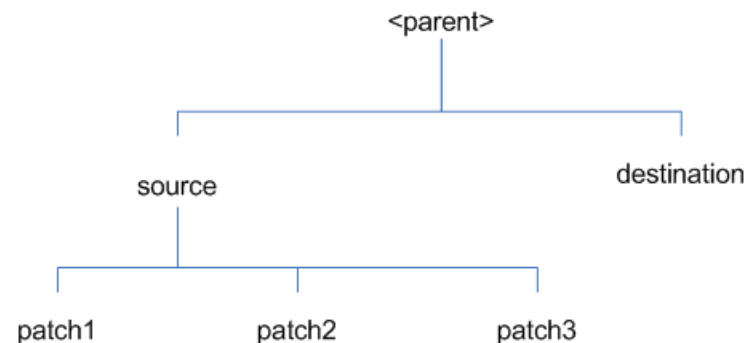 <parent>
destination
source
patch1 patch2 patch3